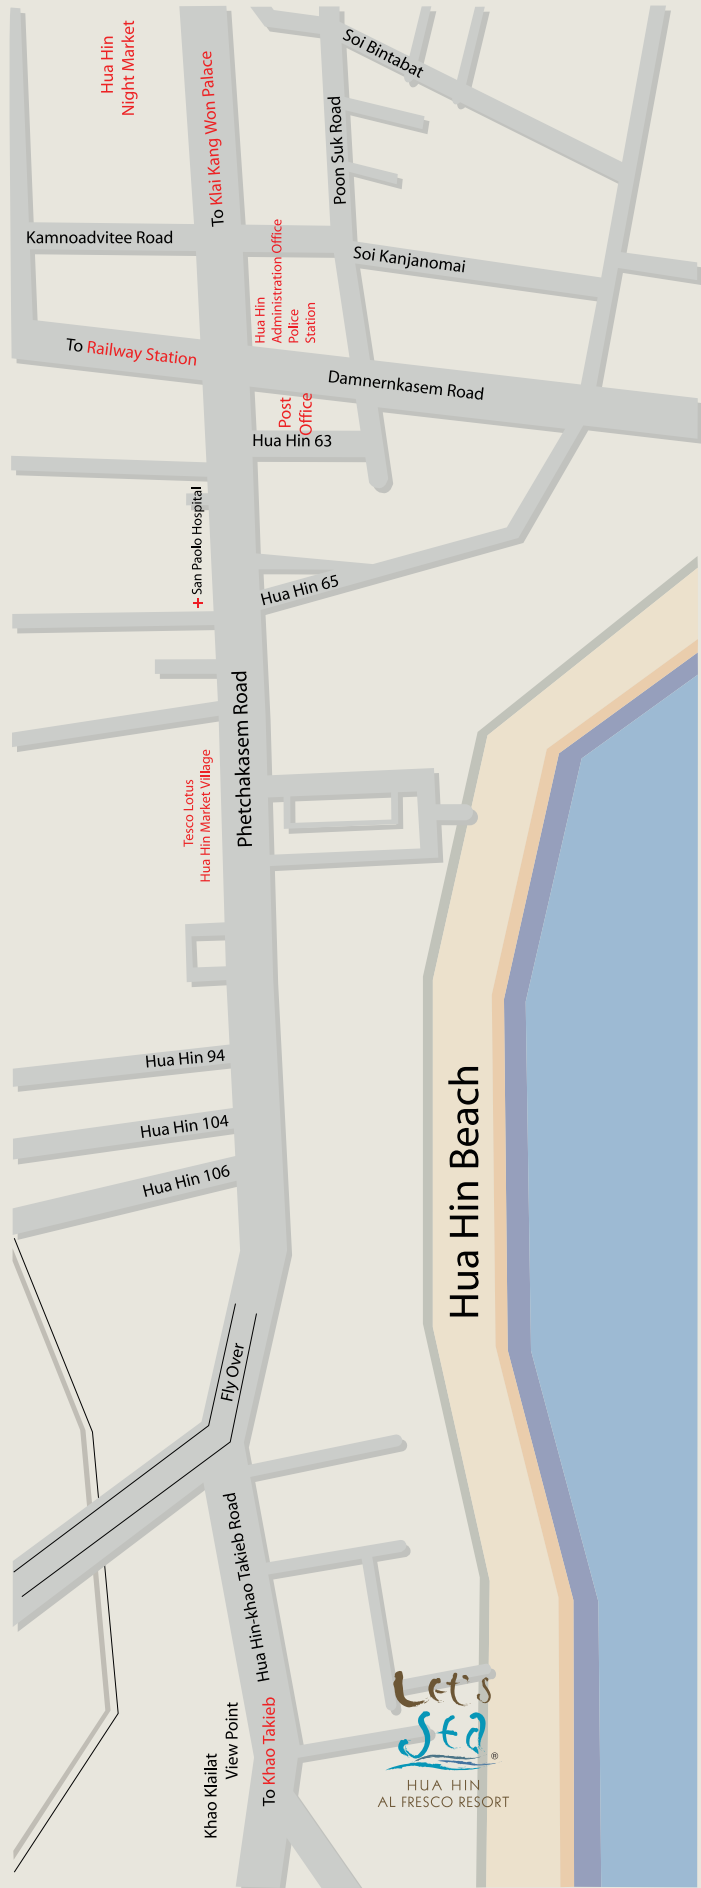 Hua Hin
Night Market
To Klai Kang Won Palace
Poon Suk Road
Soi Bintabat
Kamnoadvitee Road
Soi Kanjanomai
Hua Hin
Administration Office
Police
Station
To Railway Station
Damnernkasem Road
Post
Office
Hua Hin 63
+ San Paolo Hospital
Hua Hin 65
Phetchakasem Road
Tesco Lotus
Hua Hin Market Village
Hua Hin 94
Hua Hin 104
Hua Hin 106
Hua Hin Beach
Fly Over
Hua Hin-khao Takieb Road
Khao Klailat
View Point
To Khao Takieb
Let's
Sea
®
HUA HIN
AL FRESCO RESORT